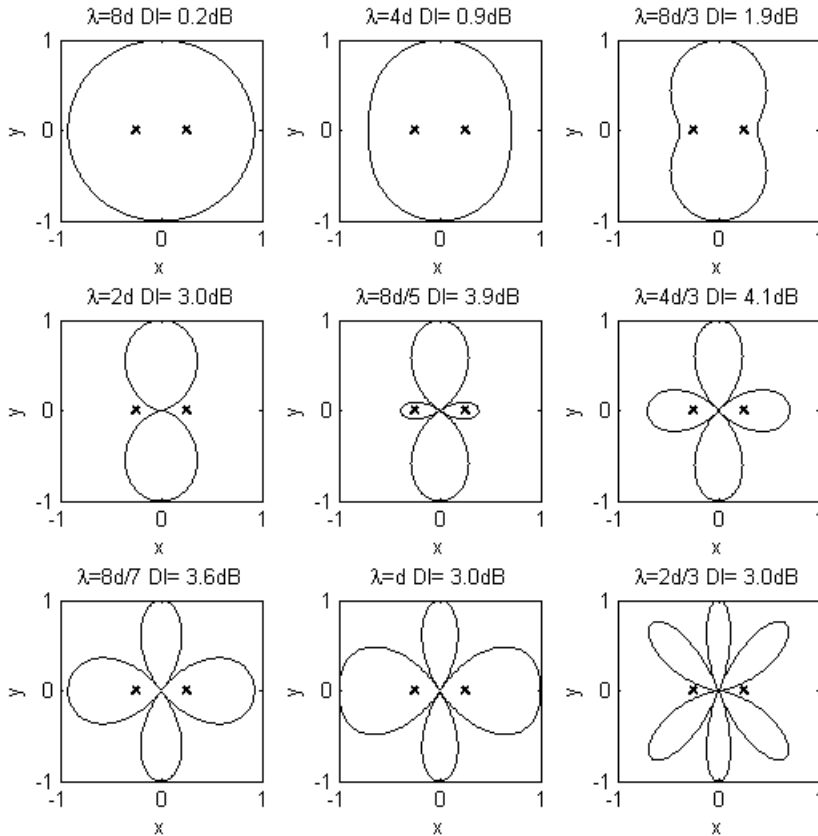 λ=8d DI= 0.2dB
λ=4d DI= 0.9dB
λ=8d/3 DI= 1.9dB
1
0
-1
y
-1
0
1
x
1
0
-1
y
-1
0
1
x
1
0
-1
y
-1
0
1
x
λ=2d DI= 3.0dB
λ=8d/5 DI= 3.9dB
λ=4d/3 DI= 4.1dB
1
0
-1
y
-1
0
1
x
1
0
-1
y
-1
0
1
x
1
0
-1
y
-1
0
1
x
λ=8d/7 DI= 3.6dB
λ=d DI= 3.0dB
λ=2d/3 DI= 3.0dB
1
0
-1
y
-1
0
1
x
1
0
-1
y
-1
0
1
x
1
0
-1
y
-1
0
1
x